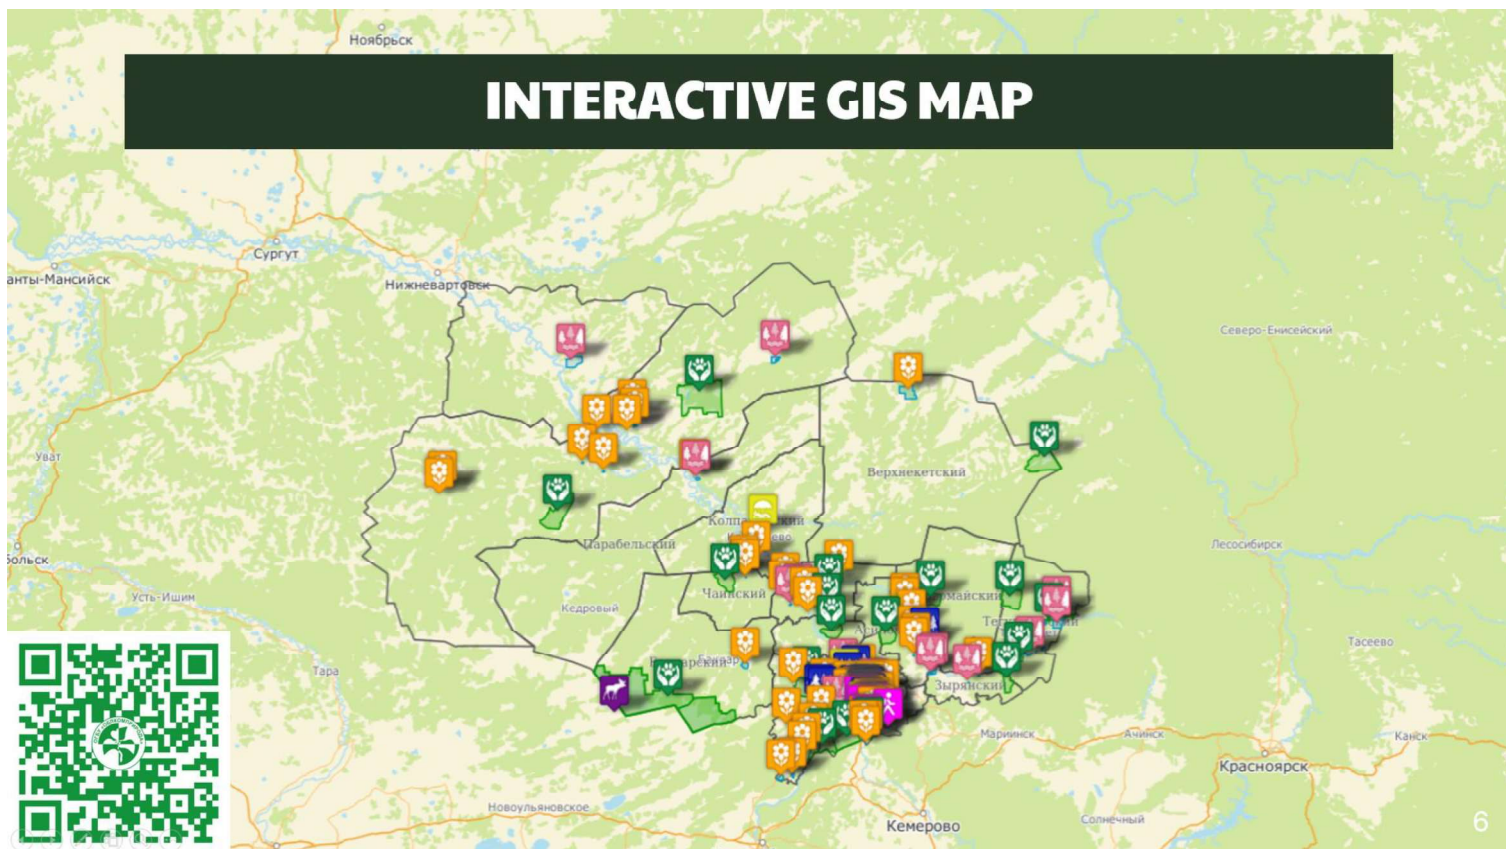 Ноябрьск
INTERACTIVE GIS MAP
Сургут
анты-Мансийск
Нижневартовск
Северо-Енисейский
Уват
Верхнекетский
Парабельский
Лесосибирск
больск
Усть-Ишим
Кедровый
Чаинский
Тасеево
Тара
Зырянский
Мариинск
Ачинск
Канск
Красноярск
Новоульяновское
Кемерово
Солнечный
6